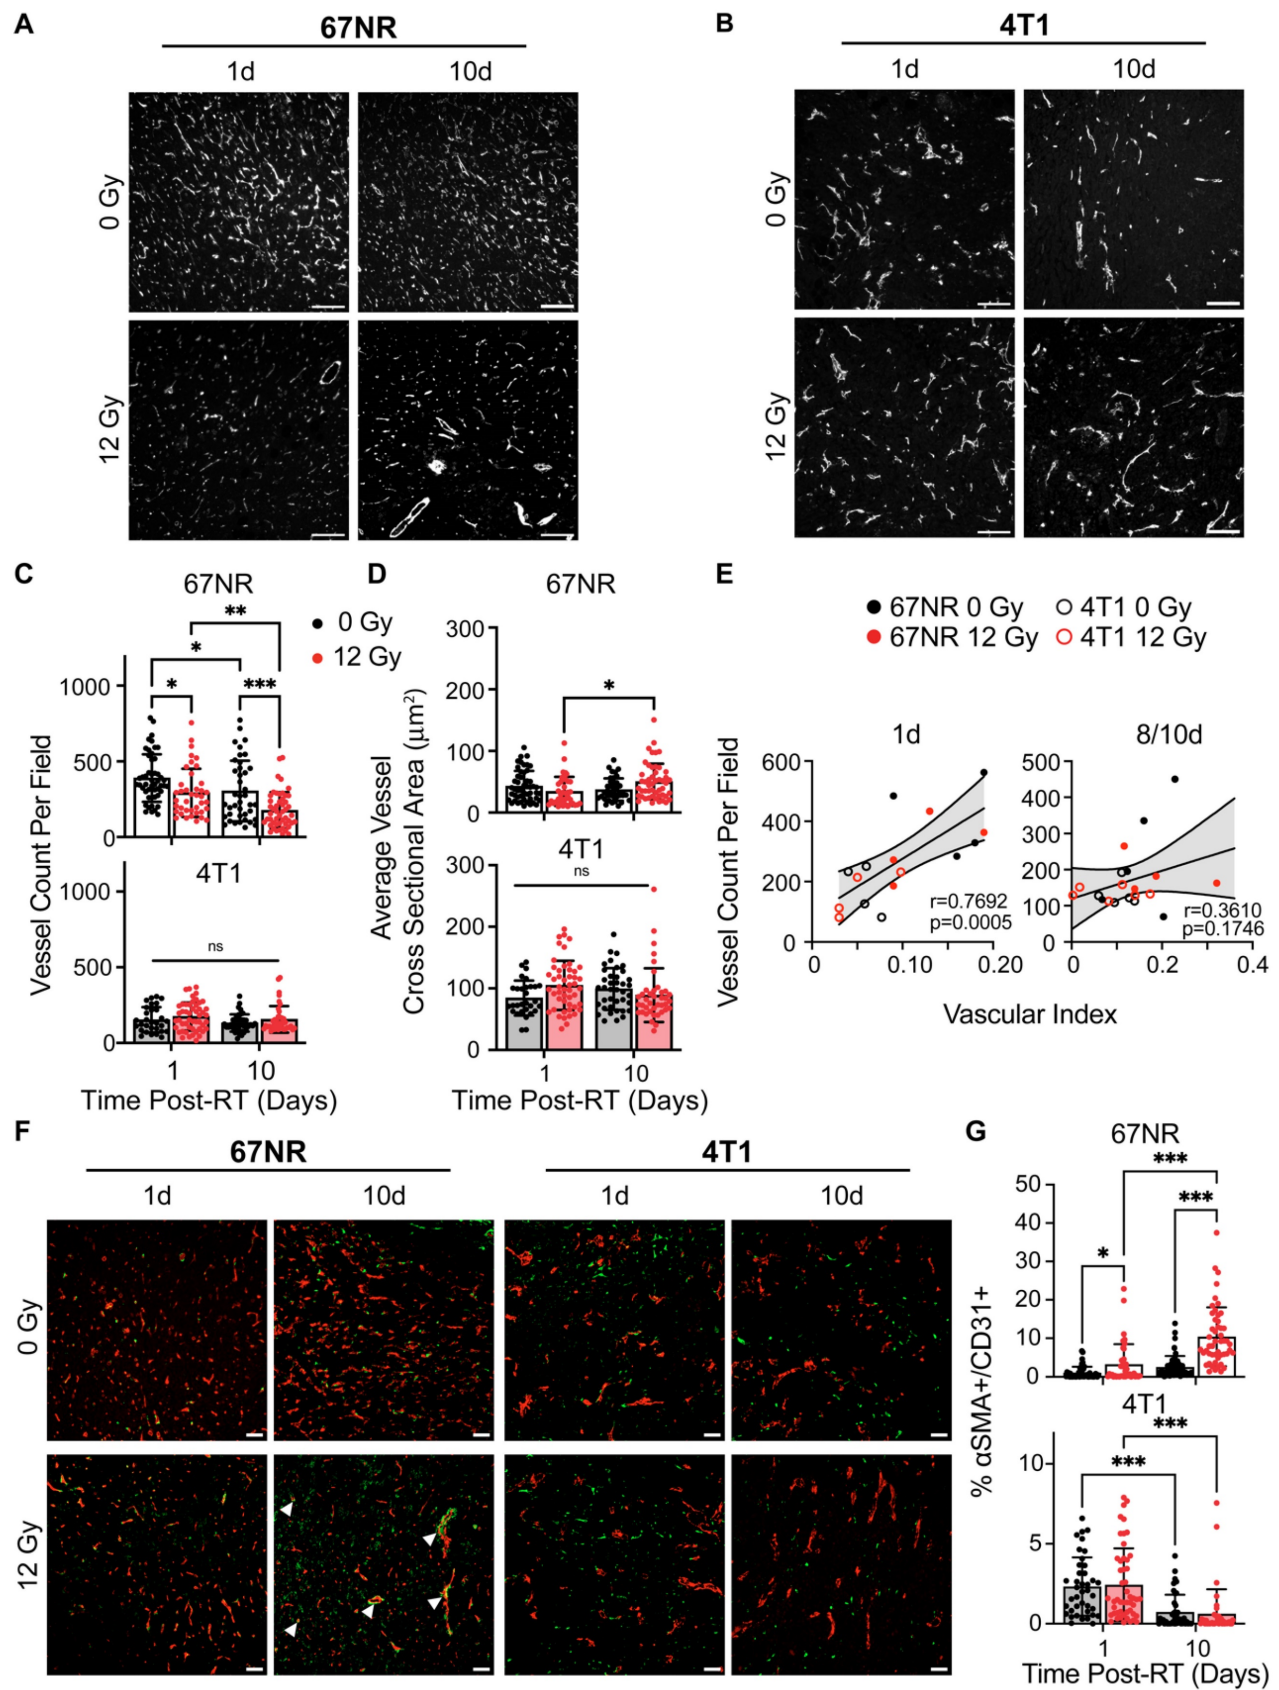 A
67NR
1d
10d
0 Gy
12 Gy
B
4T1
1d
10d
0 Gy
12 Gy
C
67NR
0 Gy
12 Gy
**
*
*
***
1000
500
0
4T1
1000
ns
500
0
1
10
Vessel Count Per Field
Time Post-RT (Days)
D
67NR
300
200
*
100
0
4T1
300
ns
200
100
0
1
10
Average Vessel
Cross Sectional Area (μm²)
Time Post-RT (Days)
E
67NR 0 Gy
4T1 0 Gy
67NR 12 Gy
4T1 12 Gy
1d
600
400
200
0
r=0.7692
p=0.0005
0
0.10
0.20
8/10d
500
400
300
200
100
0
r=0.3610
p=0.1746
0
0.2
0.4
Vessel Count Per Field
Vascular Index
F
67NR
4T1
1d
10d
1d
10d
0 Gy
12 Gy
G
67NR
***
***
*
50
40
30
20
10
0
4T1
***
***
10
5
0
1
10
% αSMA+/CD31+
Time Post-RT (Days)